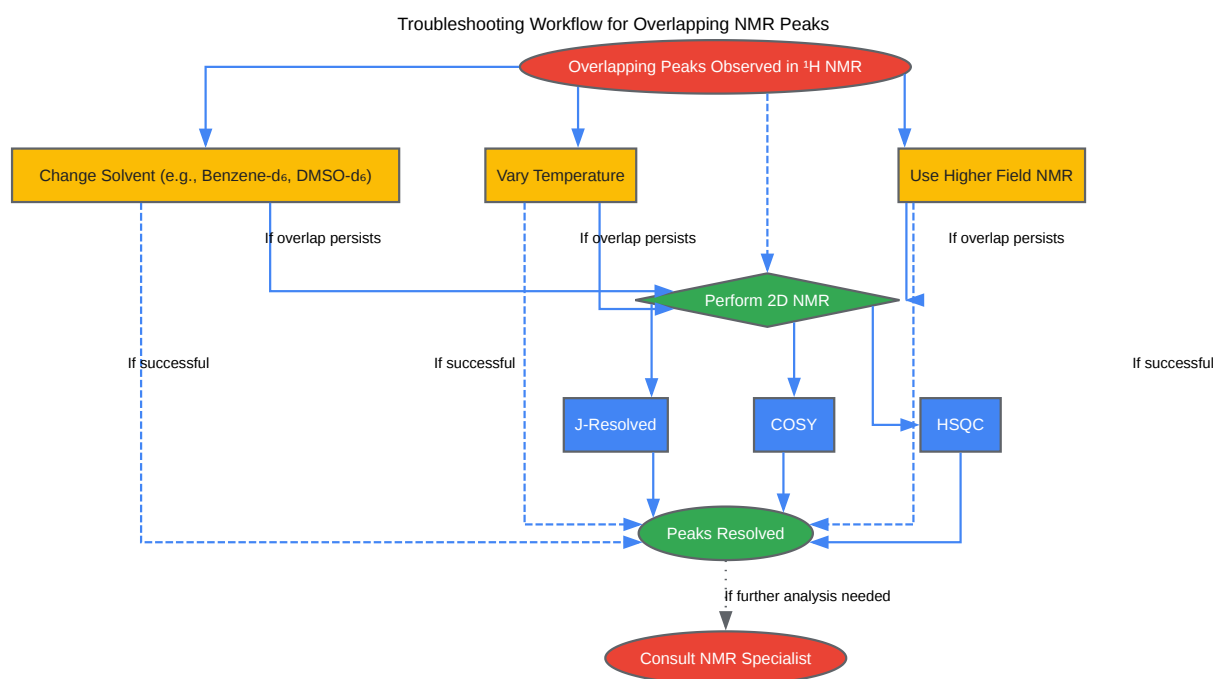 Troubleshooting Workflow for Overlapping NMR Peaks
Overlapping Peaks Observed in ¹H NMR
Change Solvent (e.g., Benzene-d₆, DMSO-d₆)
Vary Temperature
Use Higher Field NMR
If overlap persists
If overlap persists
If overlap persists
Perform 2D NMR
If successful
If successful
If successful
J-Resolved
COSY
HSQC
Peaks Resolved
If further analysis needed
Consult NMR Specialist